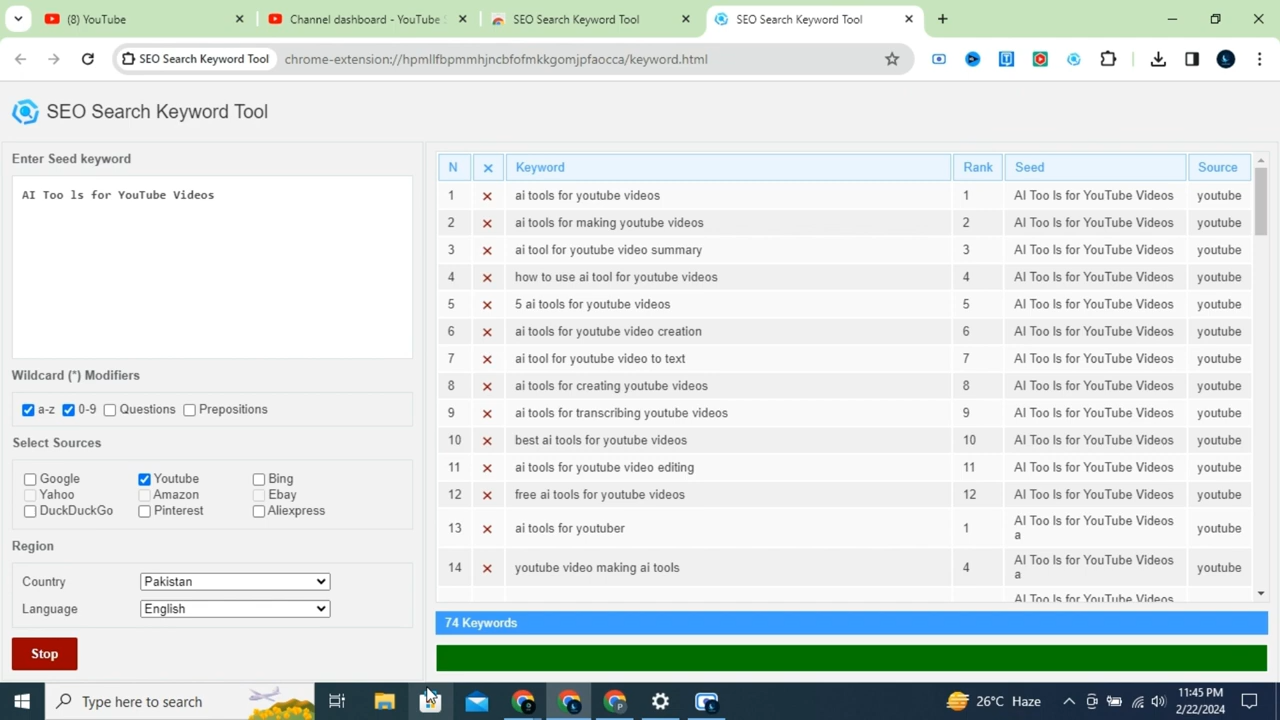 (8) YouTube
Channel dashboard - YouTube
SEO Search Keyword Tool
SEO Search Keyword Tool
SEO Search Keyword Tool
chrome-extension://hpmllfbpmmhjncbfofmkkgomjpfaocca/keyword.html
SEO Search Keyword Tool
Enter Seed keyword
AI Too ls for YouTube Videos
Wildcard (*) Modifiers
a-z 0-9 Questions Prepositions
Select Sources
Google Youtube Bing
Yahoo Amazon Ebay
DuckDuckGo Pinterest Aliexpress
Region
Country Pakistan
Language English
Stop
N × Keyword Rank Seed Source
1 × ai tools for youtube videos 1 AI Too ls for YouTube Videos youtube
2 × ai tools for making youtube videos 2 AI Too ls for YouTube Videos youtube
3 × ai tool for youtube video summary 3 AI Too ls for YouTube Videos youtube
4 × how to use ai tool for youtube videos 4 AI Too ls for YouTube Videos youtube
5 × 5 ai tools for youtube videos 5 AI Too ls for YouTube Videos youtube
6 × ai tools for youtube video creation 6 AI Too ls for YouTube Videos youtube
7 × ai tool for youtube video to text 7 AI Too ls for YouTube Videos youtube
8 × ai tools for creating youtube videos 8 AI Too ls for YouTube Videos youtube
9 × ai tools for transcribing youtube videos 9 AI Too ls for YouTube Videos youtube
10 × best ai tools for youtube videos 10 AI Too ls for YouTube Videos youtube
11 × ai tools for youtube video editing 11 AI Too ls for YouTube Videos youtube
12 × free ai tools for youtube videos 12 AI Too ls for YouTube Videos youtube
13 × ai tools for youtuber 1 AI Too ls for YouTube Videos a youtube
14 × youtube video making ai tools 4 AI Too ls for YouTube Videos a youtube
AI Too ls for YouTube Videos
74 Keywords
Type here to search
26°C Haze
11:45 PM
2/22/2024